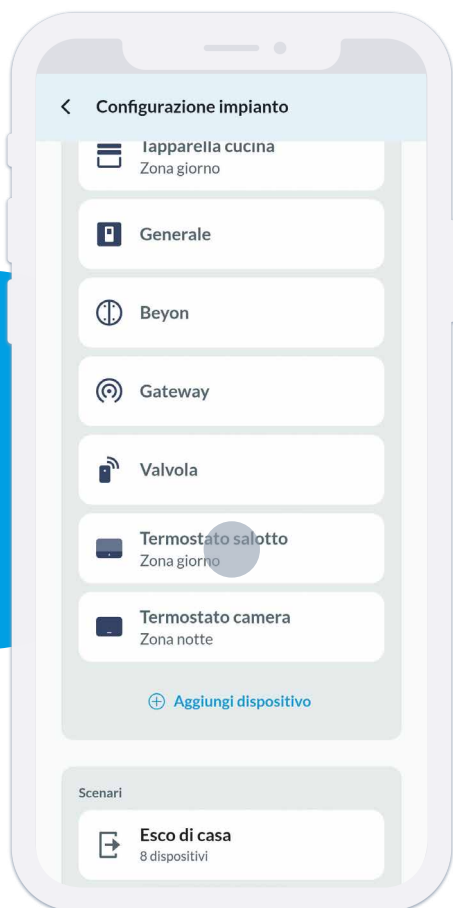 Configurazione impianto
Tapparella cucina
Zona giorno
Generale
Beyon
Gateway
Valvola
Termostato salotto
Zona giorno
Termostato camera
Zona notte
Aggiungi dispositivo
Scenari
Esco di casa
8 dispositivi